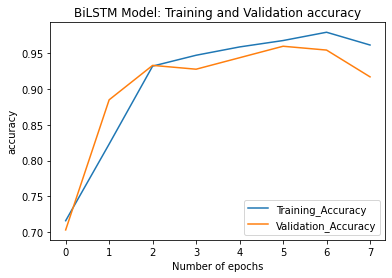 BiLSTM Model: Training and Validation accuracy
accuracy
0.95
0.90
0.85
0.80
0.75
0.70
Training_Accuracy
Validation_Accuracy
0 1 2 3 4 5 6 7
Number of epochs